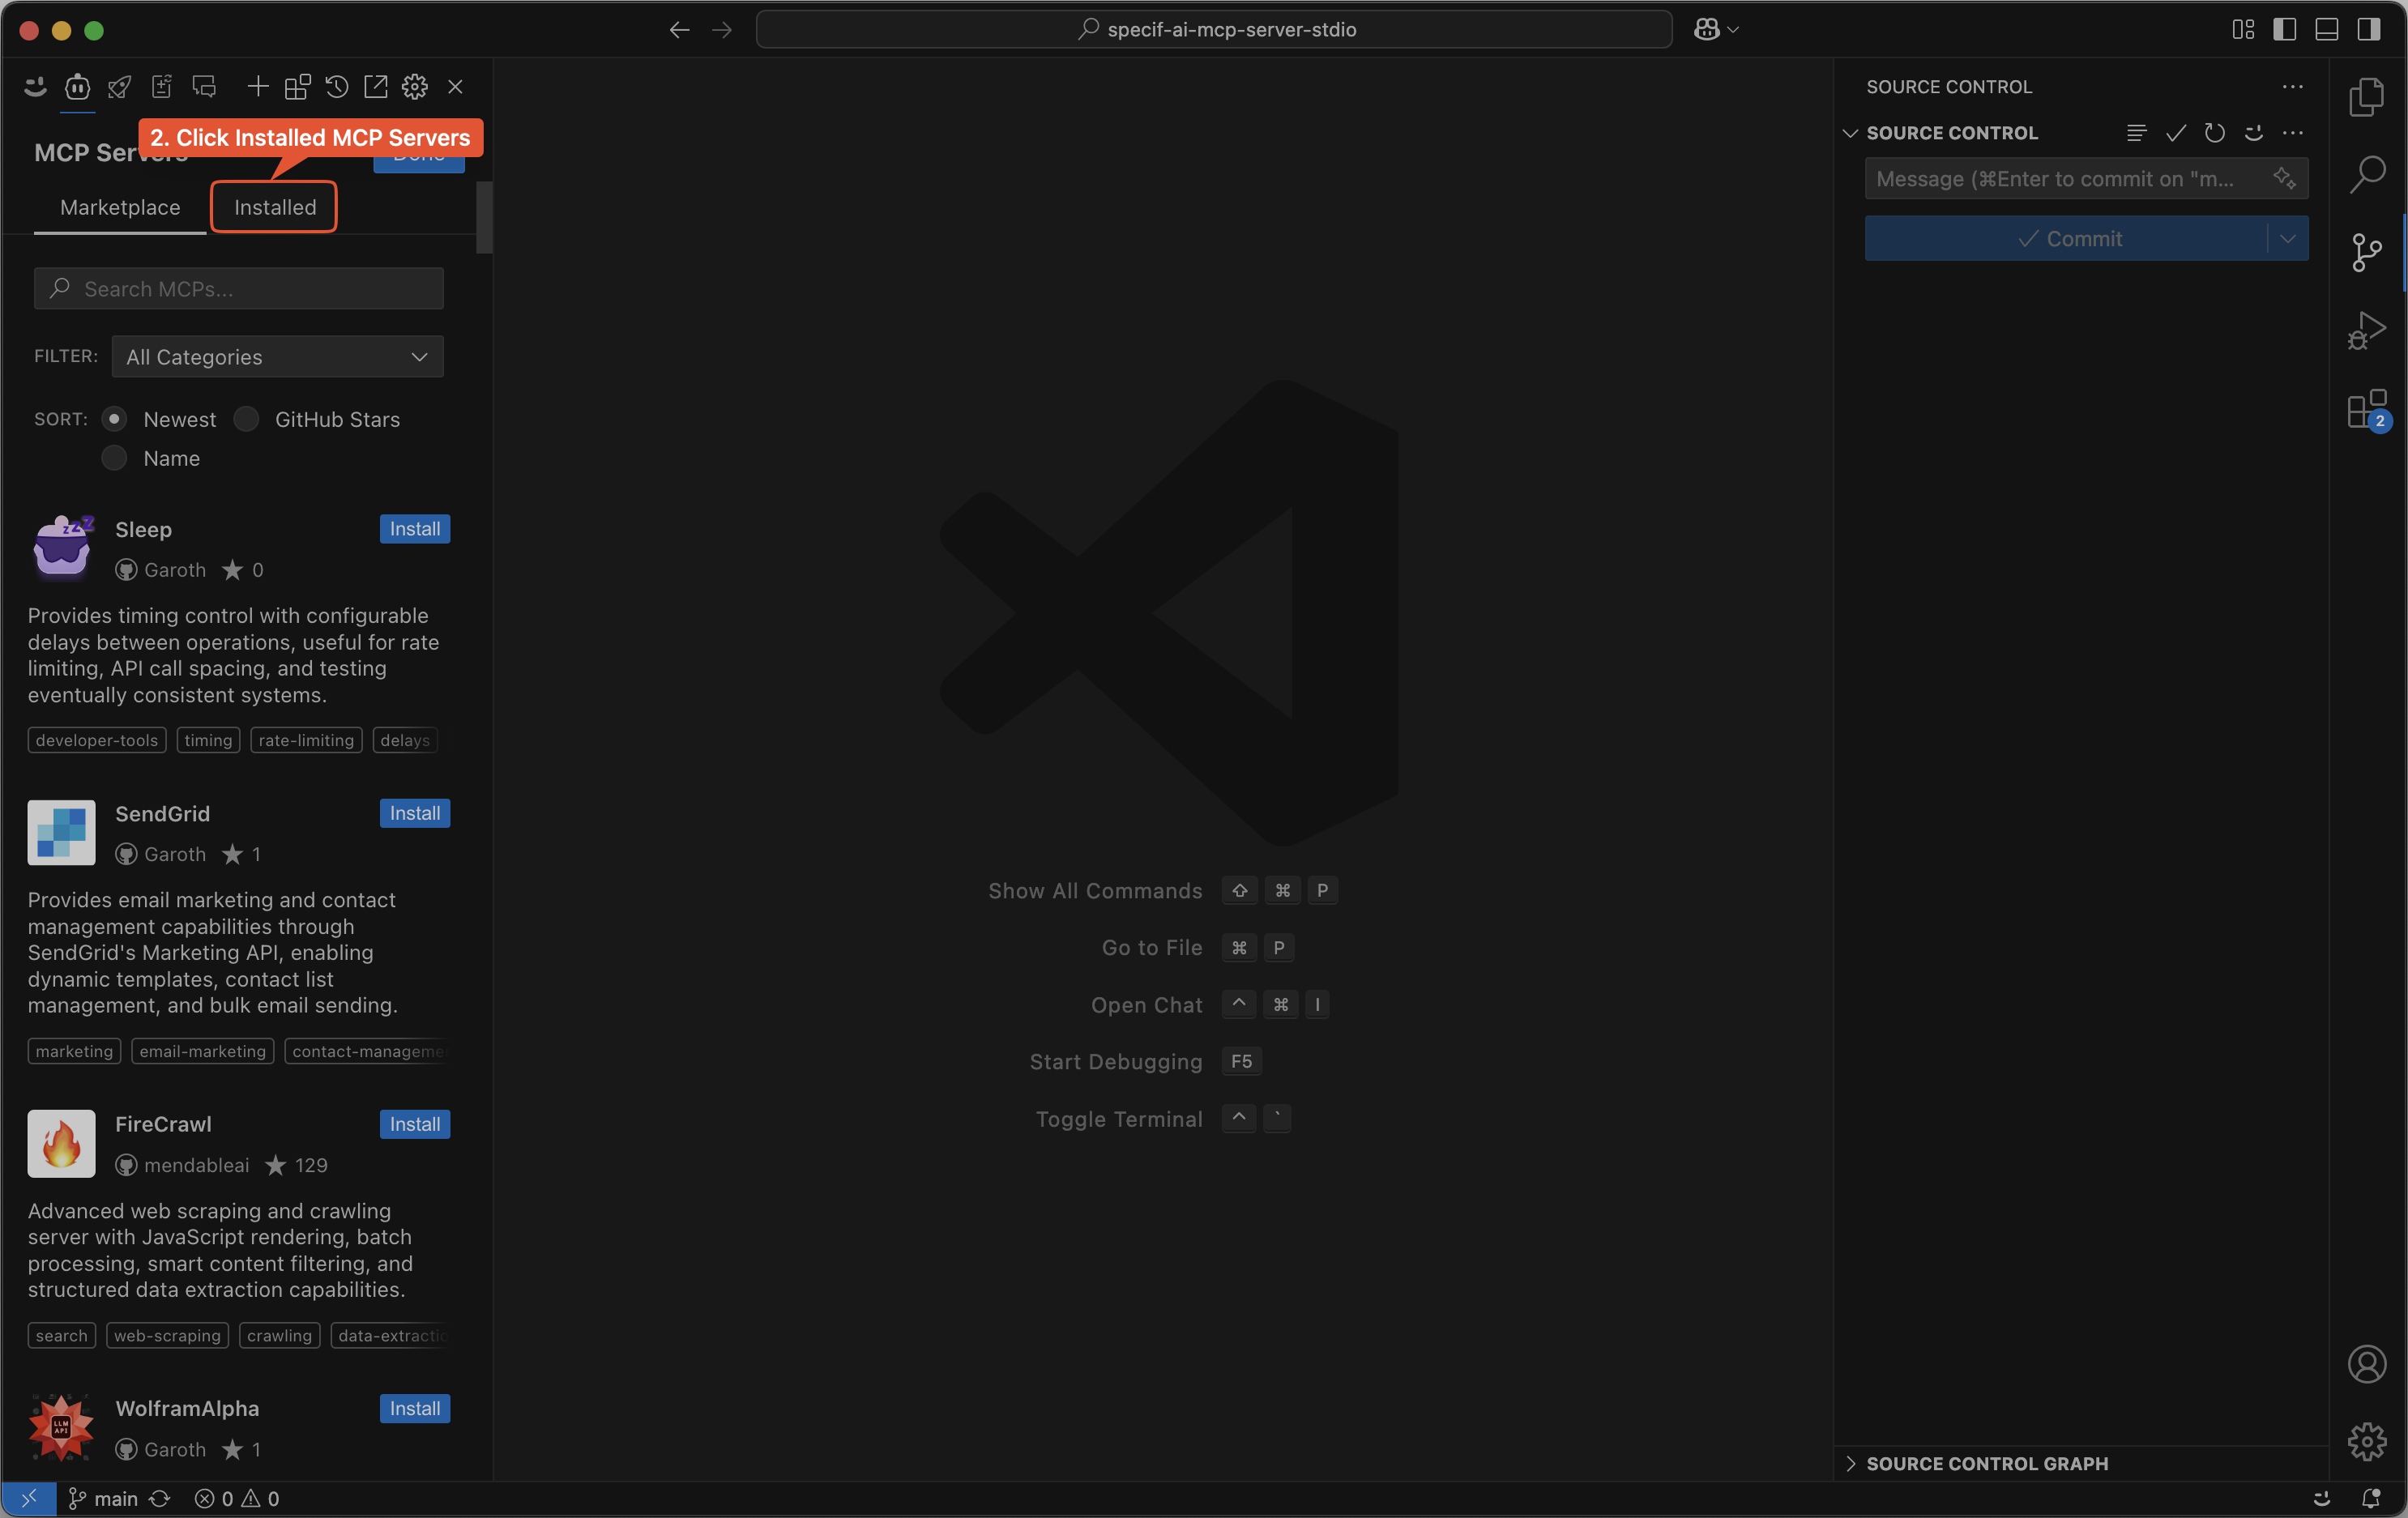 specif-ai-mcp-server-stdio
2. Click Installed MCP Servers
MCP Servers
Done
Marketplace
Installed
Search MCPs...
FILTER:
All Categories
SORT:
Newest
GitHub Stars
Name
Sleep
Install
Garoth
0
Provides timing control with configurable
delays between operations, useful for rate
limiting, API call spacing, and testing
eventually consistent systems.
developer-tools
timing
rate-limiting
delays
SendGrid
Install
Garoth
1
Provides email marketing and contact
management capabilities through
SendGrid's Marketing API, enabling
dynamic templates, contact list
management, and bulk email sending.
marketing
email-marketing
contact-manageme
FireCrawl
Install
mendableai
129
Advanced web scraping and crawling
server with JavaScript rendering, batch
processing, smart content filtering, and
structured data extraction capabilities.
search
web-scraping
crawling
data-extractio
WolframAlpha
LLM
API
Install
Garoth
1
main
0
0
Show All Commands ⇧ ⌘ P
Go to File ⌘ P
Open Chat ^ ⌘ I
Start Debugging F5
Toggle Terminal ^ `
SOURCE CONTROL
SOURCE CONTROL
Message (⌘Enter to commit on "m...
Commit
SOURCE CONTROL GRAPH
2